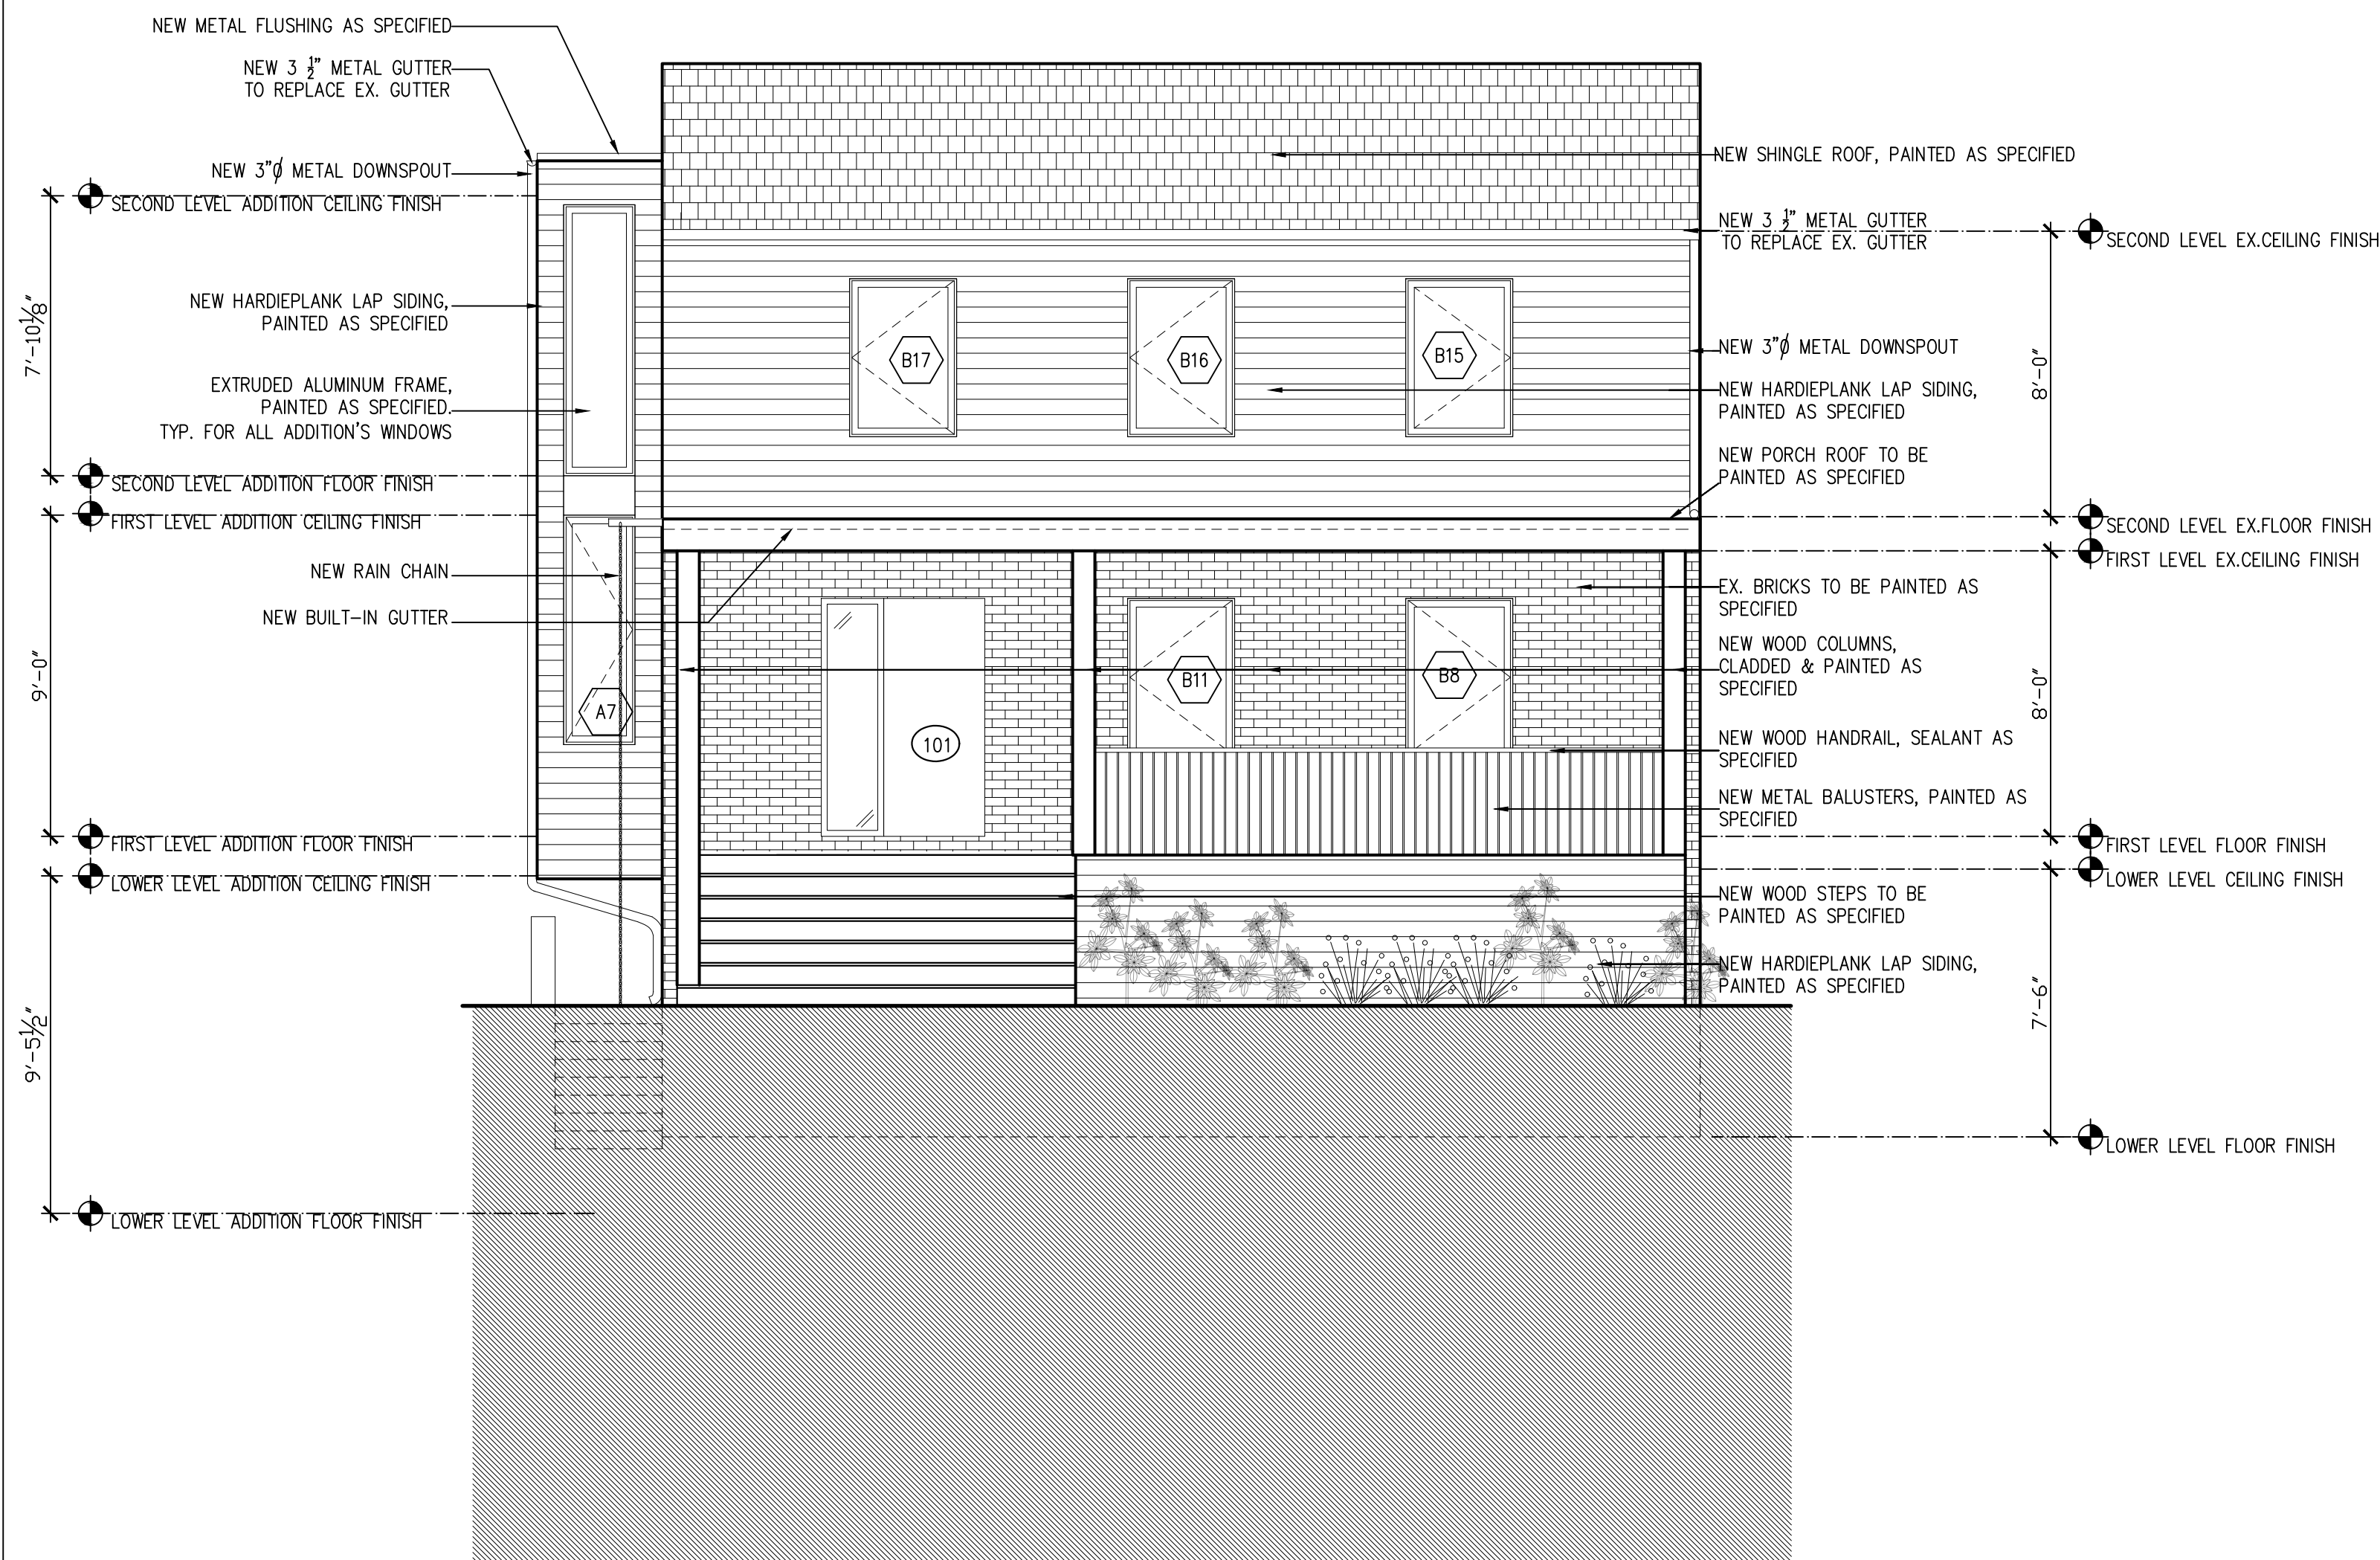 NEW METAL FLUSHING AS SPECIFIED
NEW 3 ½" METAL GUTTER
TO REPLACE EX. GUTTER
NEW 3"Ø METAL DOWNSPOUT
SECOND LEVEL ADDITION CEILING FINISH
7'-10⅛"
NEW HARDIEPLANK LAP SIDING,
PAINTED AS SPECIFIED
EXTRUDED ALUMINUM FRAME,
PAINTED AS SPECIFIED.
TYP. FOR ALL ADDITION'S WINDOWS
SECOND LEVEL ADDITION FLOOR FINISH
FIRST LEVEL ADDITION CEILING FINISH
NEW RAIN CHAIN
NEW BUILT-IN GUTTER
9'-0"
FIRST LEVEL ADDITION FLOOR FINISH
LOWER LEVEL ADDITION CEILING FINISH
9'-5½"
LOWER LEVEL ADDITION FLOOR FINISH
B17
B16
B15
A7
101
B11
B8
NEW SHINGLE ROOF, PAINTED AS SPECIFIED
NEW 3 ½" METAL GUTTER
TO REPLACE EX. GUTTER
SECOND LEVEL EX.CEILING FINISH
NEW 3"Ø METAL DOWNSPOUT
8'-0"
NEW HARDIEPLANK LAP SIDING,
PAINTED AS SPECIFIED
NEW PORCH ROOF TO BE
PAINTED AS SPECIFIED
SECOND LEVEL EX.FLOOR FINISH
FIRST LEVEL EX.CEILING FINISH
EX. BRICKS TO BE PAINTED AS
SPECIFIED
NEW WOOD COLUMNS,
CLADDED & PAINTED AS
SPECIFIED
8'-0"
NEW WOOD HANDRAIL, SEALANT AS
SPECIFIED
NEW METAL BALUSTERS, PAINTED AS
SPECIFIED
FIRST LEVEL FLOOR FINISH
LOWER LEVEL CEILING FINISH
NEW WOOD STEPS TO BE
PAINTED AS SPECIFIED
NEW HARDIEPLANK LAP SIDING,
PAINTED AS SPECIFIED
7'-6"
LOWER LEVEL FLOOR FINISH